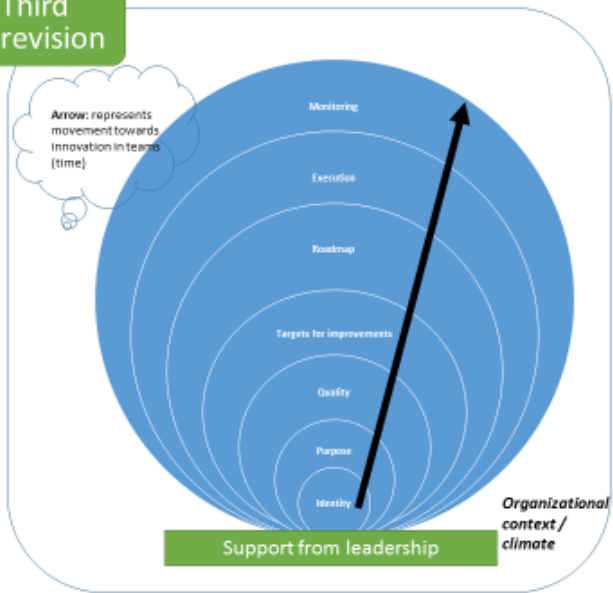 Third
revision
Arrow: represents
movement towards
innovation in teams
(time)
Monitoring
Execution
Roadmap
Targets for improvements
Quality
Purpose
Identity
Organizational
context /
climate
Support from leadership